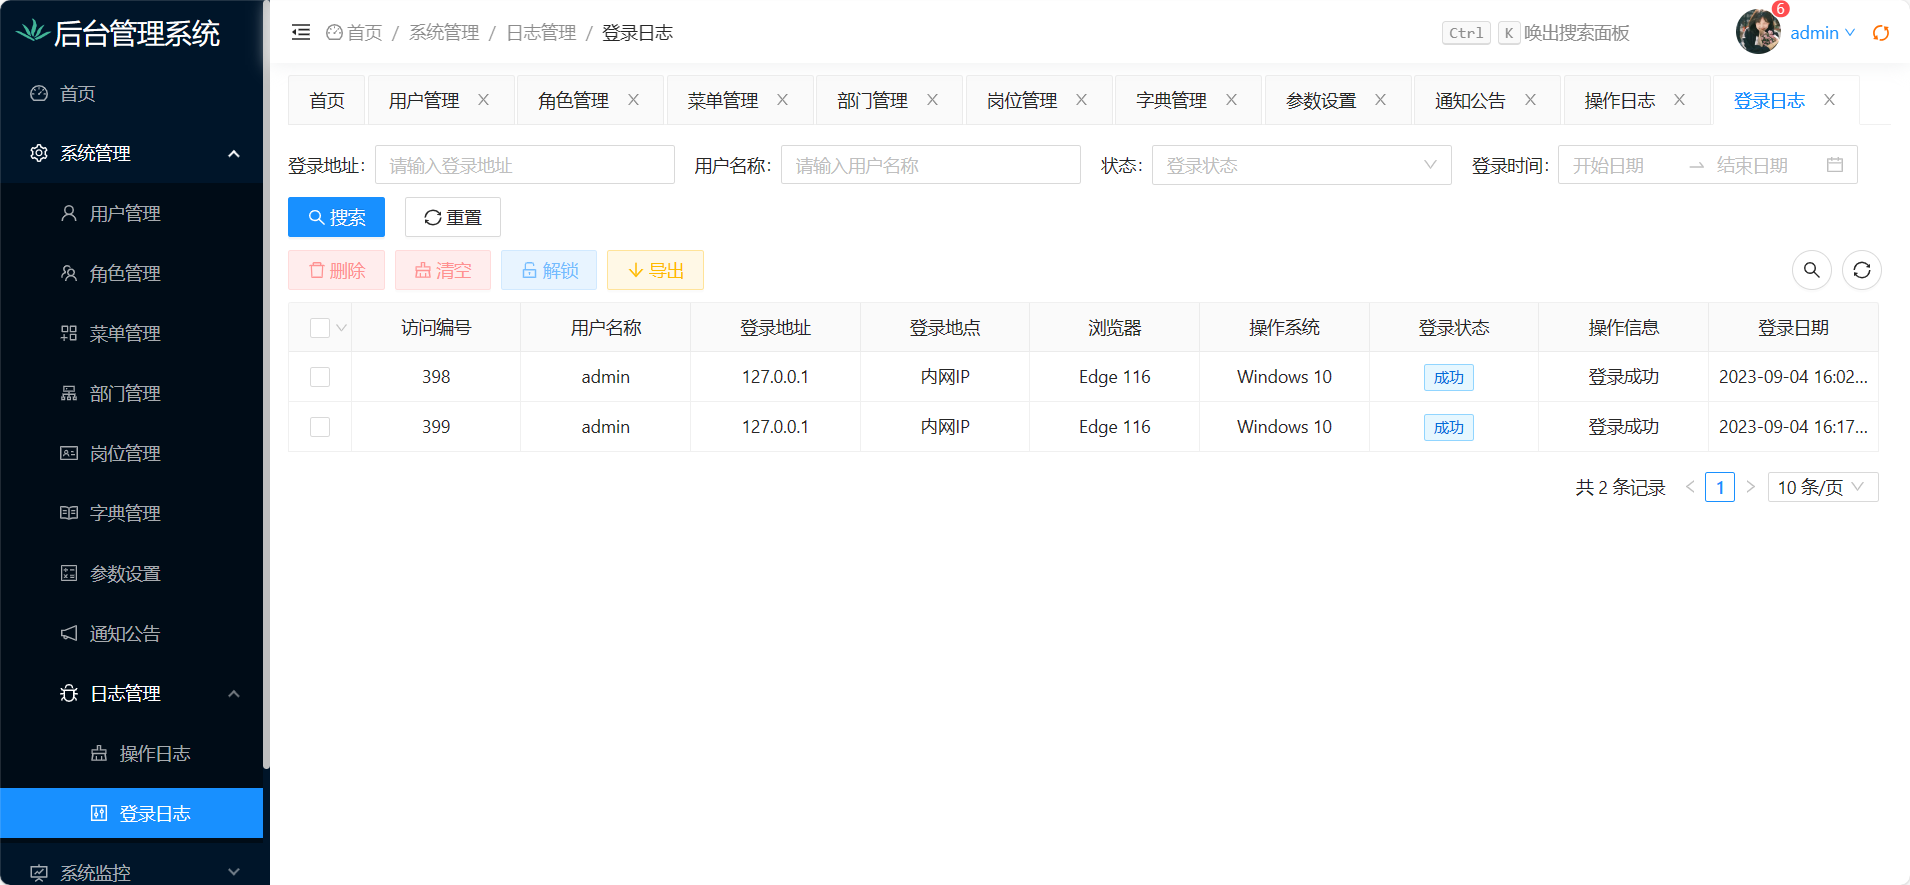 后台管理系统
首页
系统管理
用户管理
角色管理
菜单管理
部门管理
岗位管理
字典管理
参数设置
通知公告
日志管理
操作日志
登录日志
系统监控
首页 / 系统管理 / 日志管理 / 登录日志
Ctrl K 唤出搜索面板
6
admin
首页 用户管理 角色管理 菜单管理 部门管理 岗位管理 字典管理 参数设置 通知公告 操作日志 登录日志
登录地址: 请输入登录地址 用户名称: 请输入用户名称 状态: 登录状态 登录时间: 开始日期 → 结束日期
搜索 重置
删除 清空 解锁 导出
访问编号 用户名称 登录地址 登录地点 浏览器 操作系统 登录状态 操作信息 登录日期
398 admin 127.0.0.1 内网IP Edge 116 Windows 10 成功 登录成功 2023-09-04 16:02...
399 admin 127.0.0.1 内网IP Edge 116 Windows 10 成功 登录成功 2023-09-04 16:17...
共 2 条记录 < 1 > 10 条/页